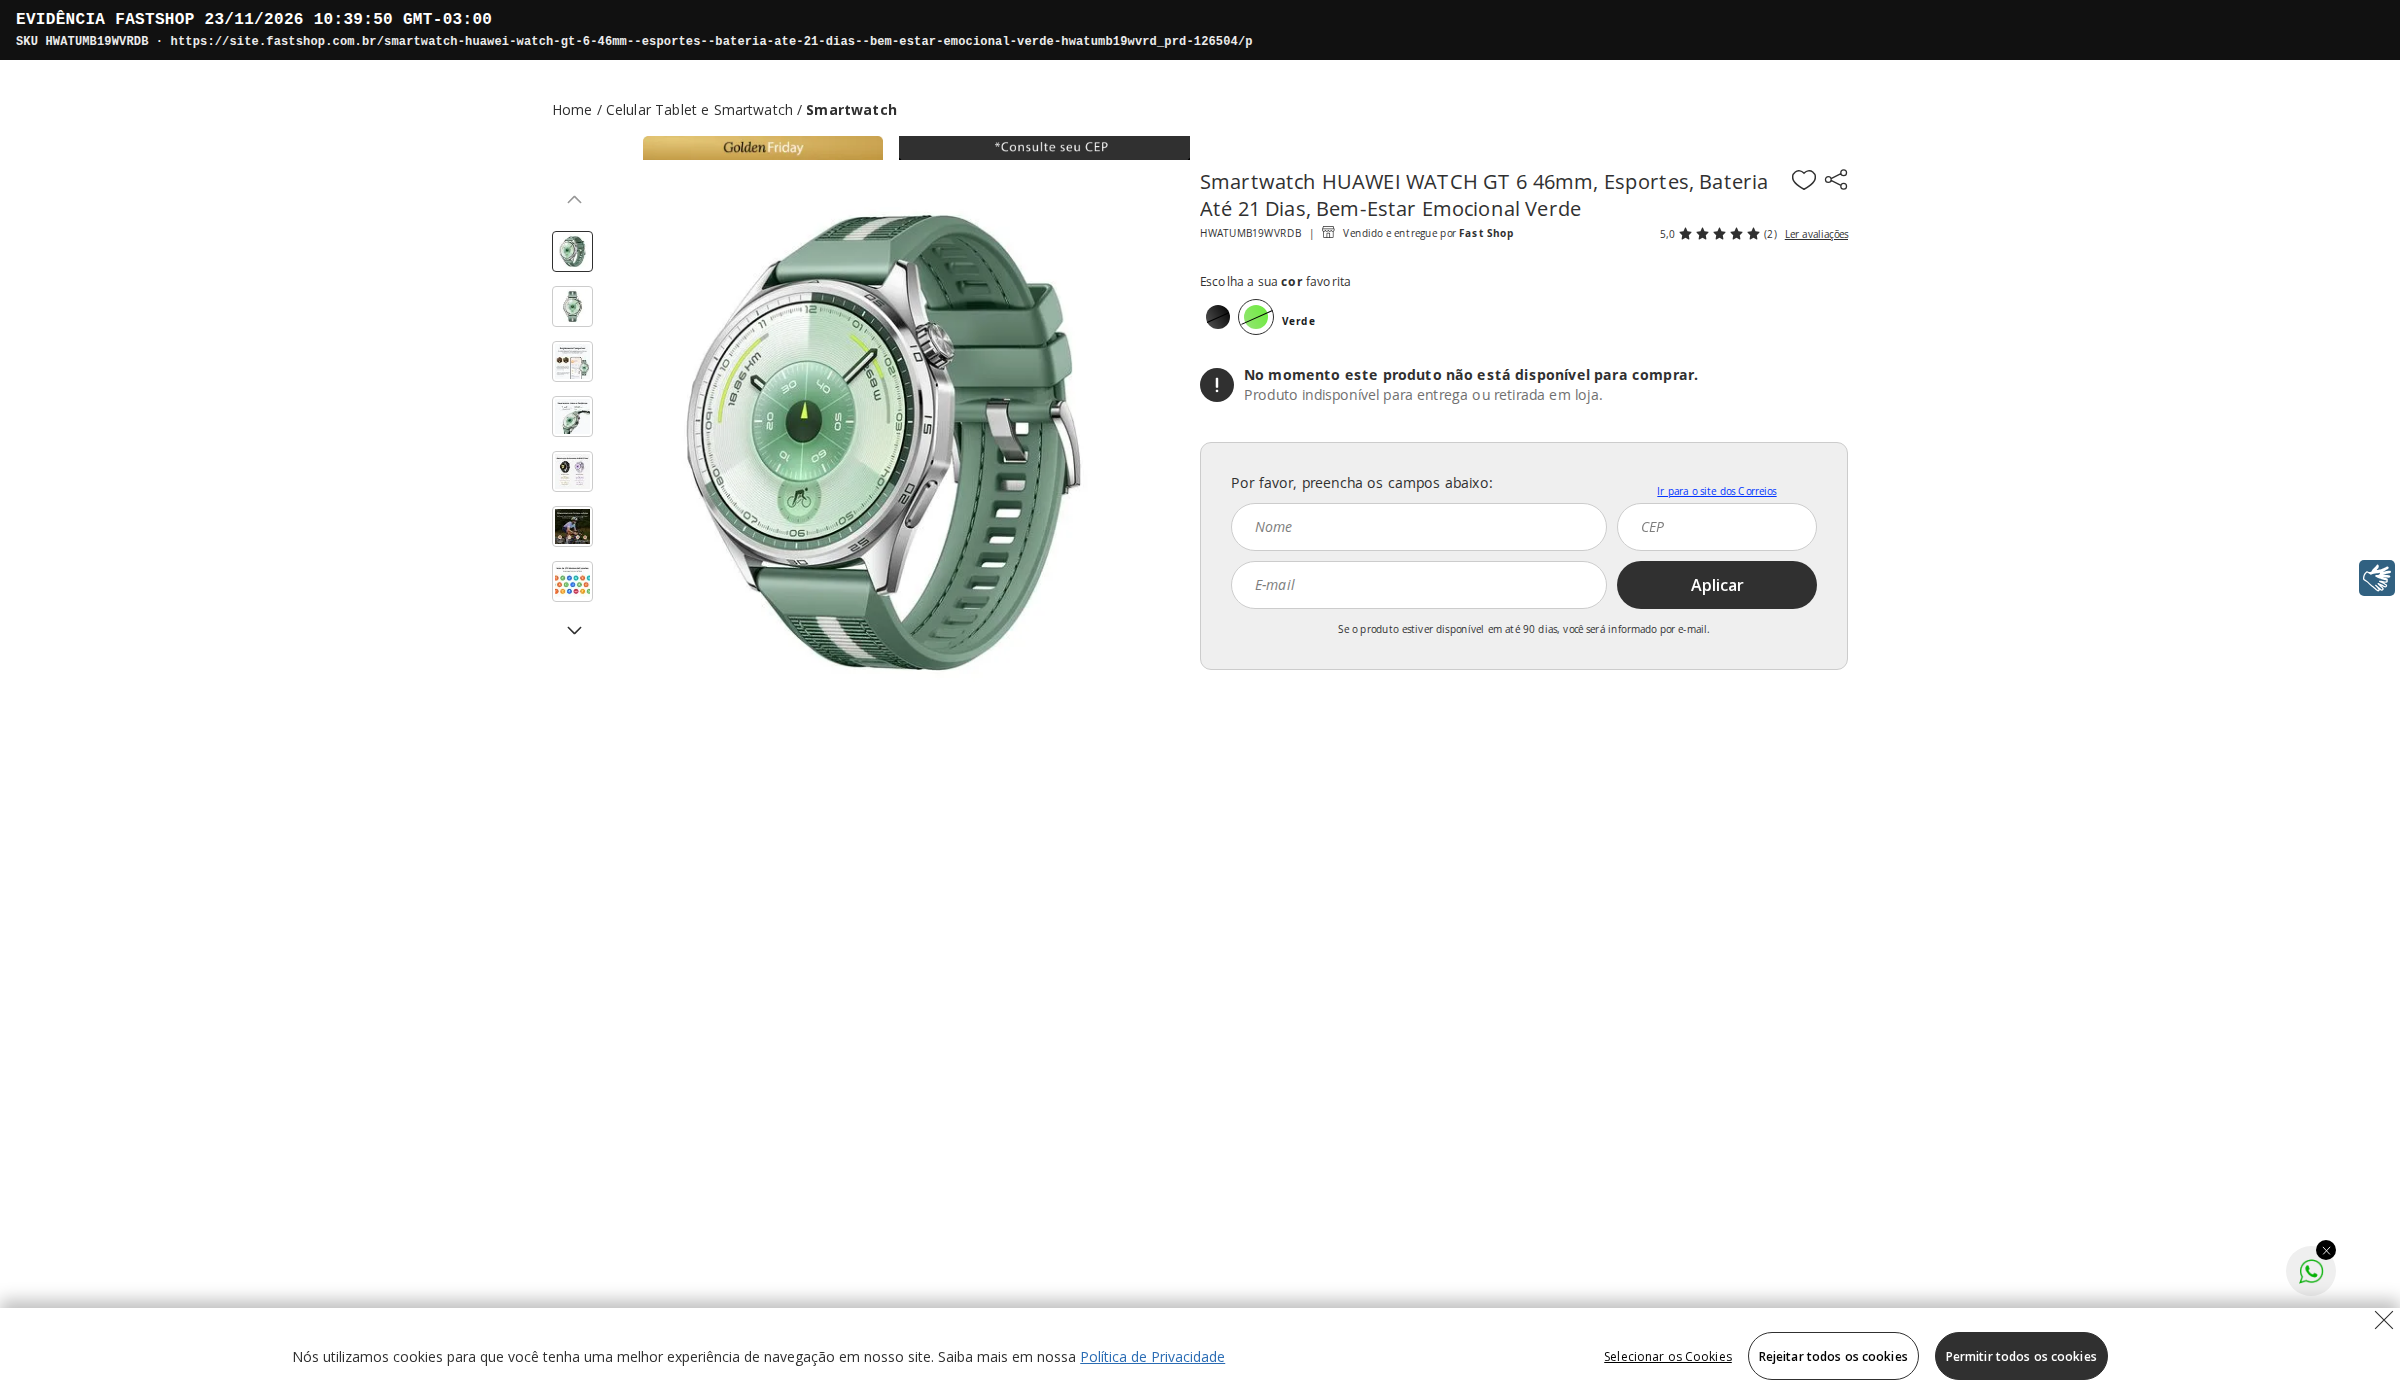 EVIDÊNCIA FASTSHOP 23/11/2026 10:39:50 GMT-03:00
SKU HWATUMB19WVRDB · https://site.fastshop.com.br/smartwatch-huawei-watch-gt-6-46mm--esportes--bateria-ate-21-dias--bem-estar-emocional-verde-hwatumb19wvrd_prd-126504/p
Home / Celular Tablet e Smartwatch / Smartwatch
Golden Friday
*Consulte seu CEP
Smartwatch HUAWEI WATCH GT 6 46mm, Esportes, Bateria
Até 21 Dias, Bem-Estar Emocional Verde
HWATUMB19WVRDB | Vendido e entregue por Fast Shop
5,0 (2) Ler avaliações
Escolha a sua cor favorita
Verde
No momento este produto não está disponível para comprar.
Produto indisponível para entrega ou retirada em loja.
Por favor, preencha os campos abaixo:
Ir para o site dos Correios
Nome
CEP
E-mail
Aplicar
Se o produto estiver disponível em até 90 dias, você será informado por e-mail.
Nós utilizamos cookies para que você tenha uma melhor experiência de navegação em nosso site. Saiba mais em nossa Política de Privacidade
Selecionar os Cookies
Rejeitar todos os cookies
Permitir todos os cookies